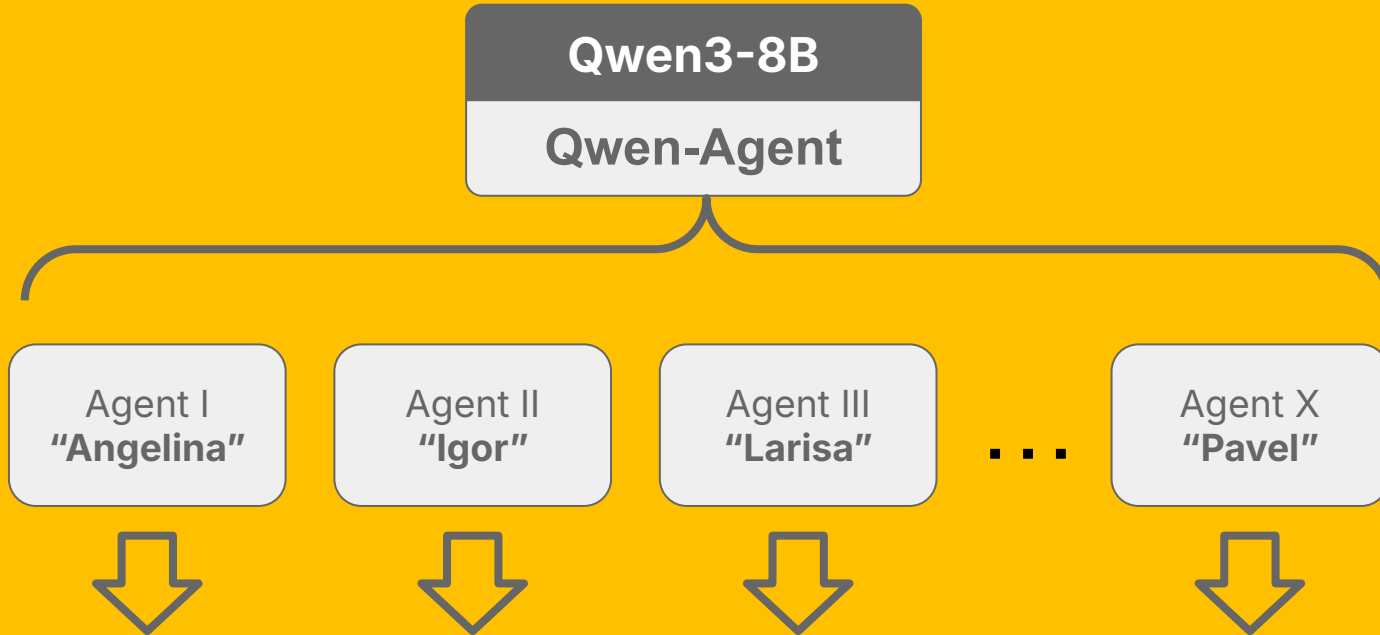 Qwen3-8B
Qwen-Agent
Agent I
“Angelina”
Agent II
“Igor”
Agent III
“Larisa”
...
Agent X
“Pavel”